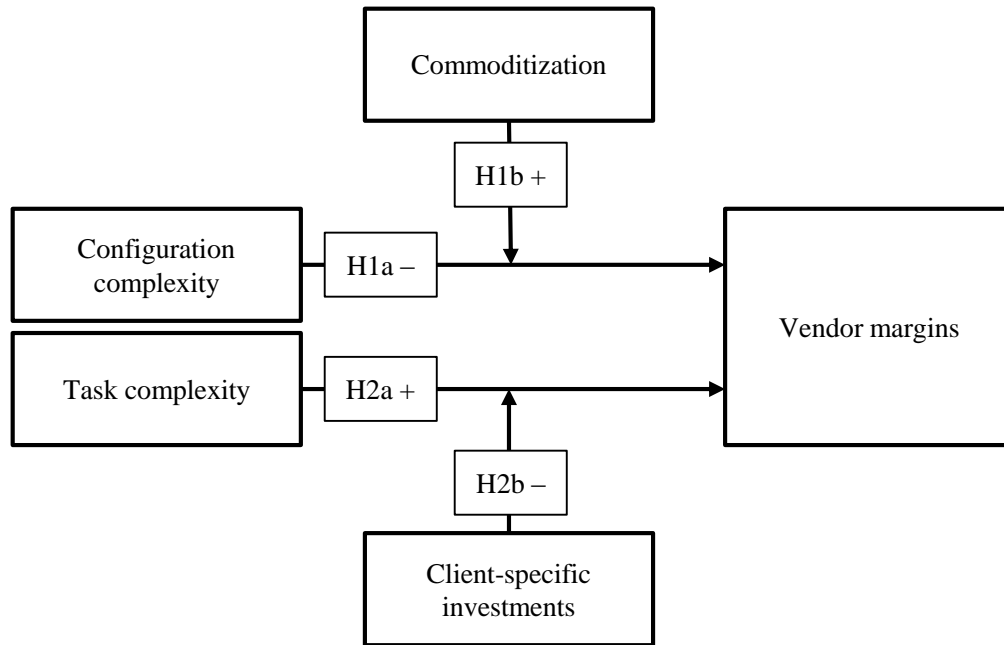 Commoditization
H1b +
Configuration
complexity
H1a –
Vendor margins
Task complexity
H2a +
H2b –
Client-specific
investments